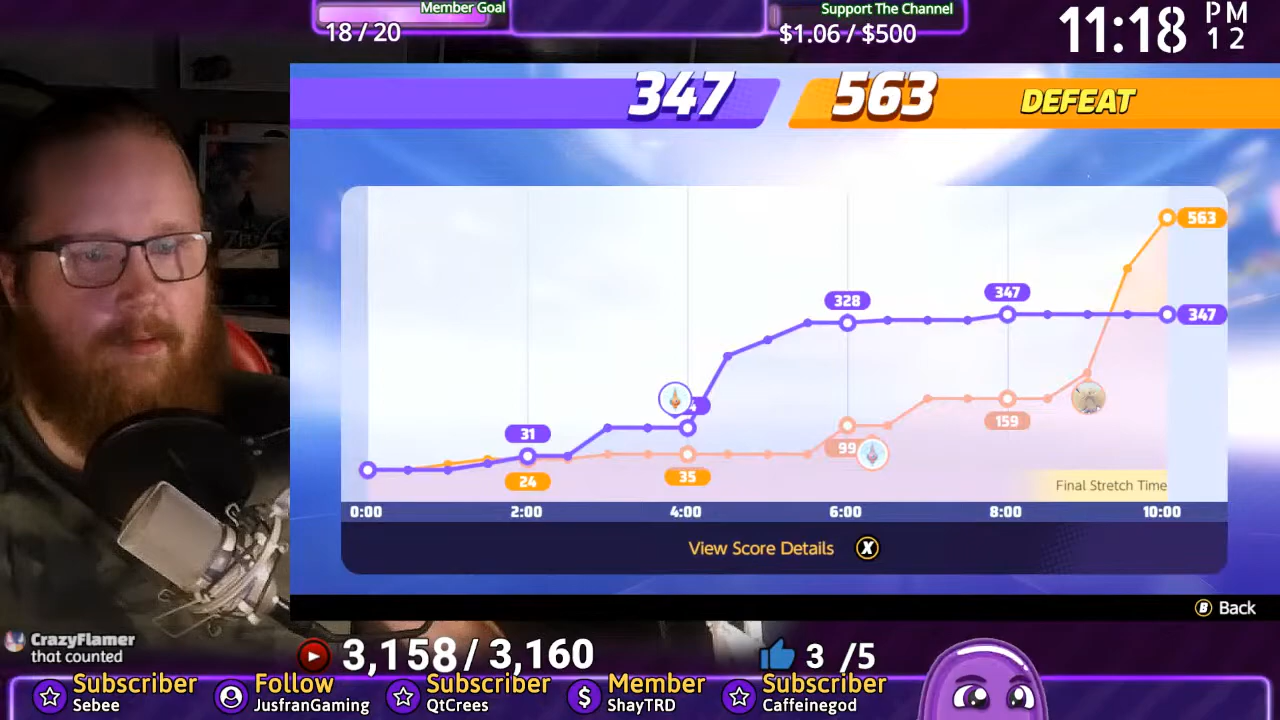 Member Goal
18 / 20
Support The Channel
$1.06 / $500
11:18 PM
12
347
563
DEFEAT
563
328
347
347
4
31
99
159
24
35
Final Stretch Time
0:00
2:00
4:00
6:00
8:00
10:00
View Score Details X
B Back
CrazyFlamer
that counted
3,158 / 3,160
3 /5
Subscriber
Sebee
Follow
JusfranGaming
Subscriber
QtCrees
Member
ShayTRD
Subscriber
Caffeinegod